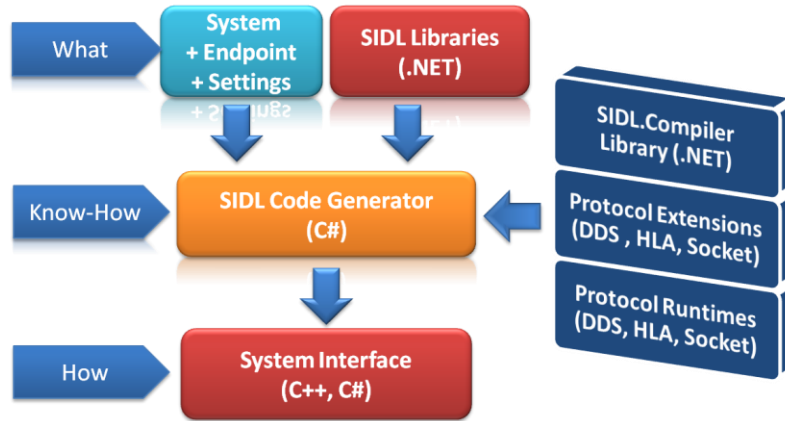 What
System
+ Endpoint
+ Settings
SIDL Libraries
(.NET)
SIDL.Compiler
Library (.NET)
Know-How
SIDL Code Generator
(C#)
Protocol Extensions
(DDS , HLA, Socket)
Protocol Runtimes
(DDS, HLA, Socket)
How
System Interface
(C++, C#)